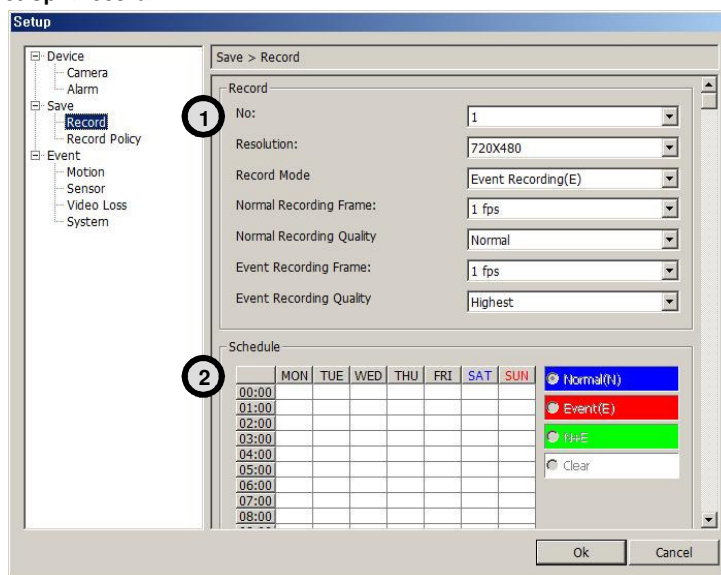 Setup
Device
Camera
Alarm
Save
Record
Record Policy
Event
Motion
Sensor
Video Loss
System
Save > Record
Record
1
No:
1
Resolution:
720X480
Record Mode
Event Recording(E)
Normal Recording Frame:
1 fps
Normal Recording Quality
Normal
Event Recording Frame:
1 fps
Event Recording Quality
Highest
Schedule
2
MON TUE WED THU FRI SAT SUN
00:00
01:00
02:00
03:00
04:00
05:00
06:00
07:00
08:00
Normal(N)
Event(E)
N+E
Clear
Ok
Cancel